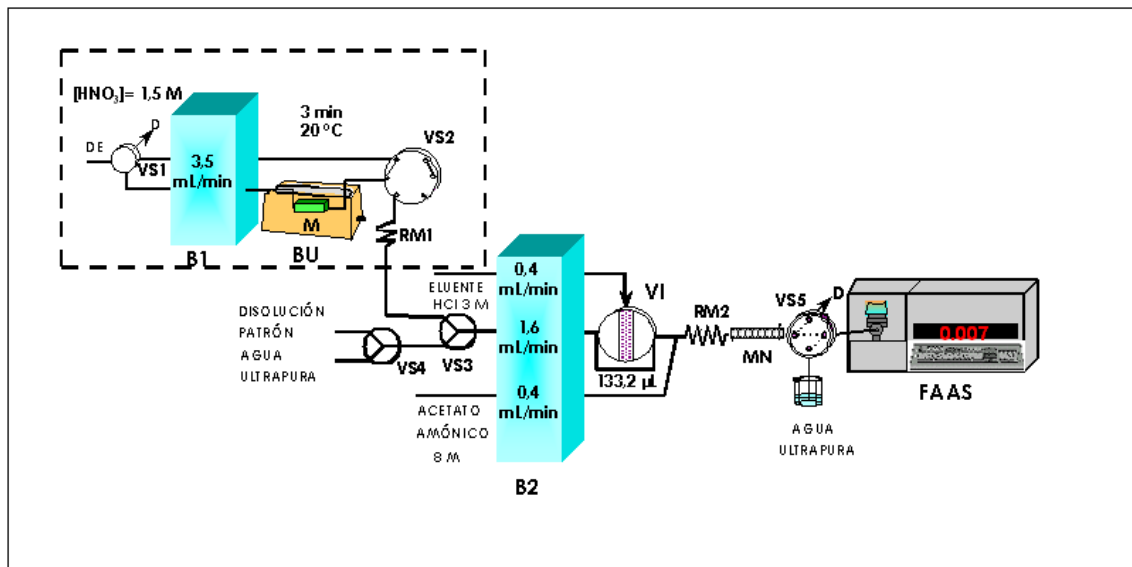 [HNO3]= 1,5 M
3 min
20 ºC
VS2
D
DE
VS1
3,5
mL/min
M
RM1
B1
BU
0,4
mL/min
ELUENTE
HCl 3 M
VI
RM2
VS5
D
DISOLUCIÓN
PATRÓN
AGUA
ULTRAPURA
VS4
VS3
1,6
mL/min
133,2 µL
MN
0.007
FAAS
0,4
mL/min
ACETATO
AMÓNICO
8 M
AGUA
ULTRAPURA
B2